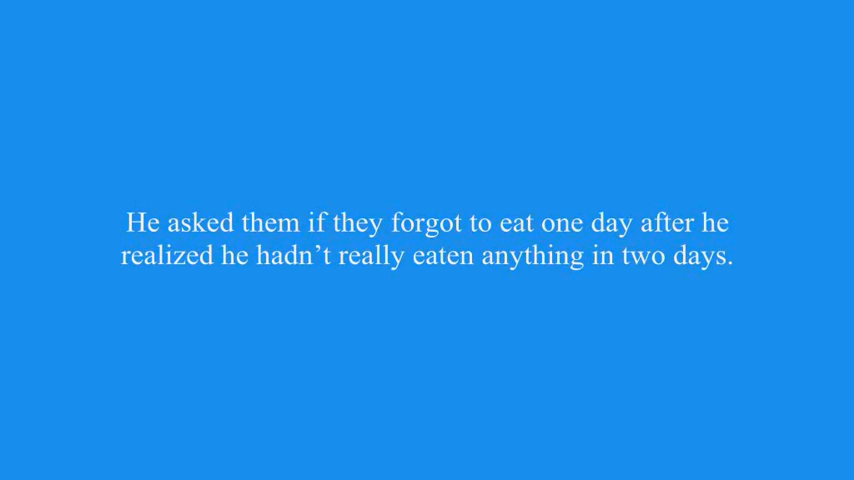 He asked them if they forgot to eat one day after he
realized he hadn’t really eaten anything in two days.